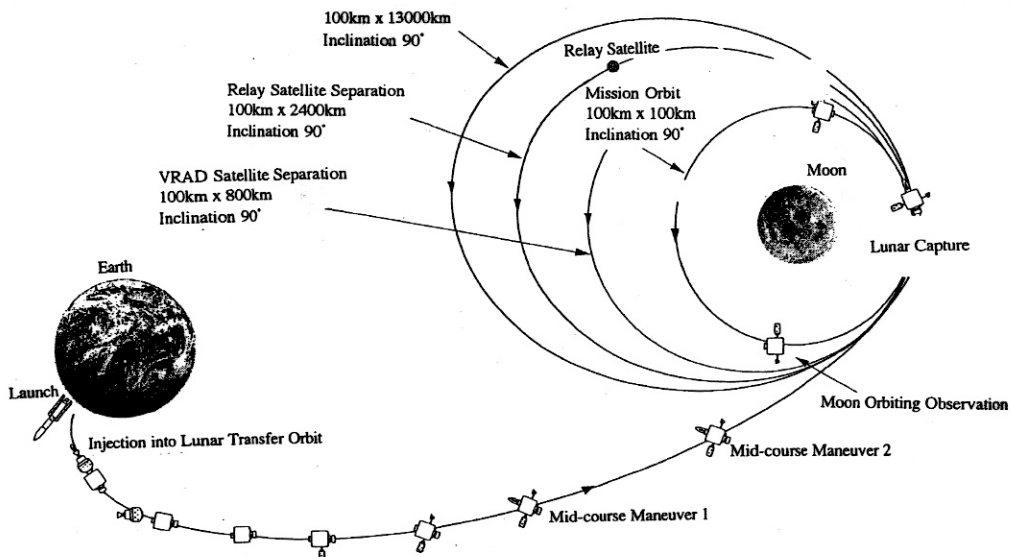 100km x 13000km
Inclination 90°
Relay Satellite
Relay Satellite Separation
100km x 2400km
Inclination 90°
Mission Orbit
100km x 100km
Inclination 90°
VRAD Satellite Separation
100km x 800km
Inclination 90°
Moon
Lunar Capture
Earth
Launch
Moon Orbiting Observation
Injection into Lunar Transfer Orbit
Mid-course Maneuver 2
Mid-course Maneuver 1